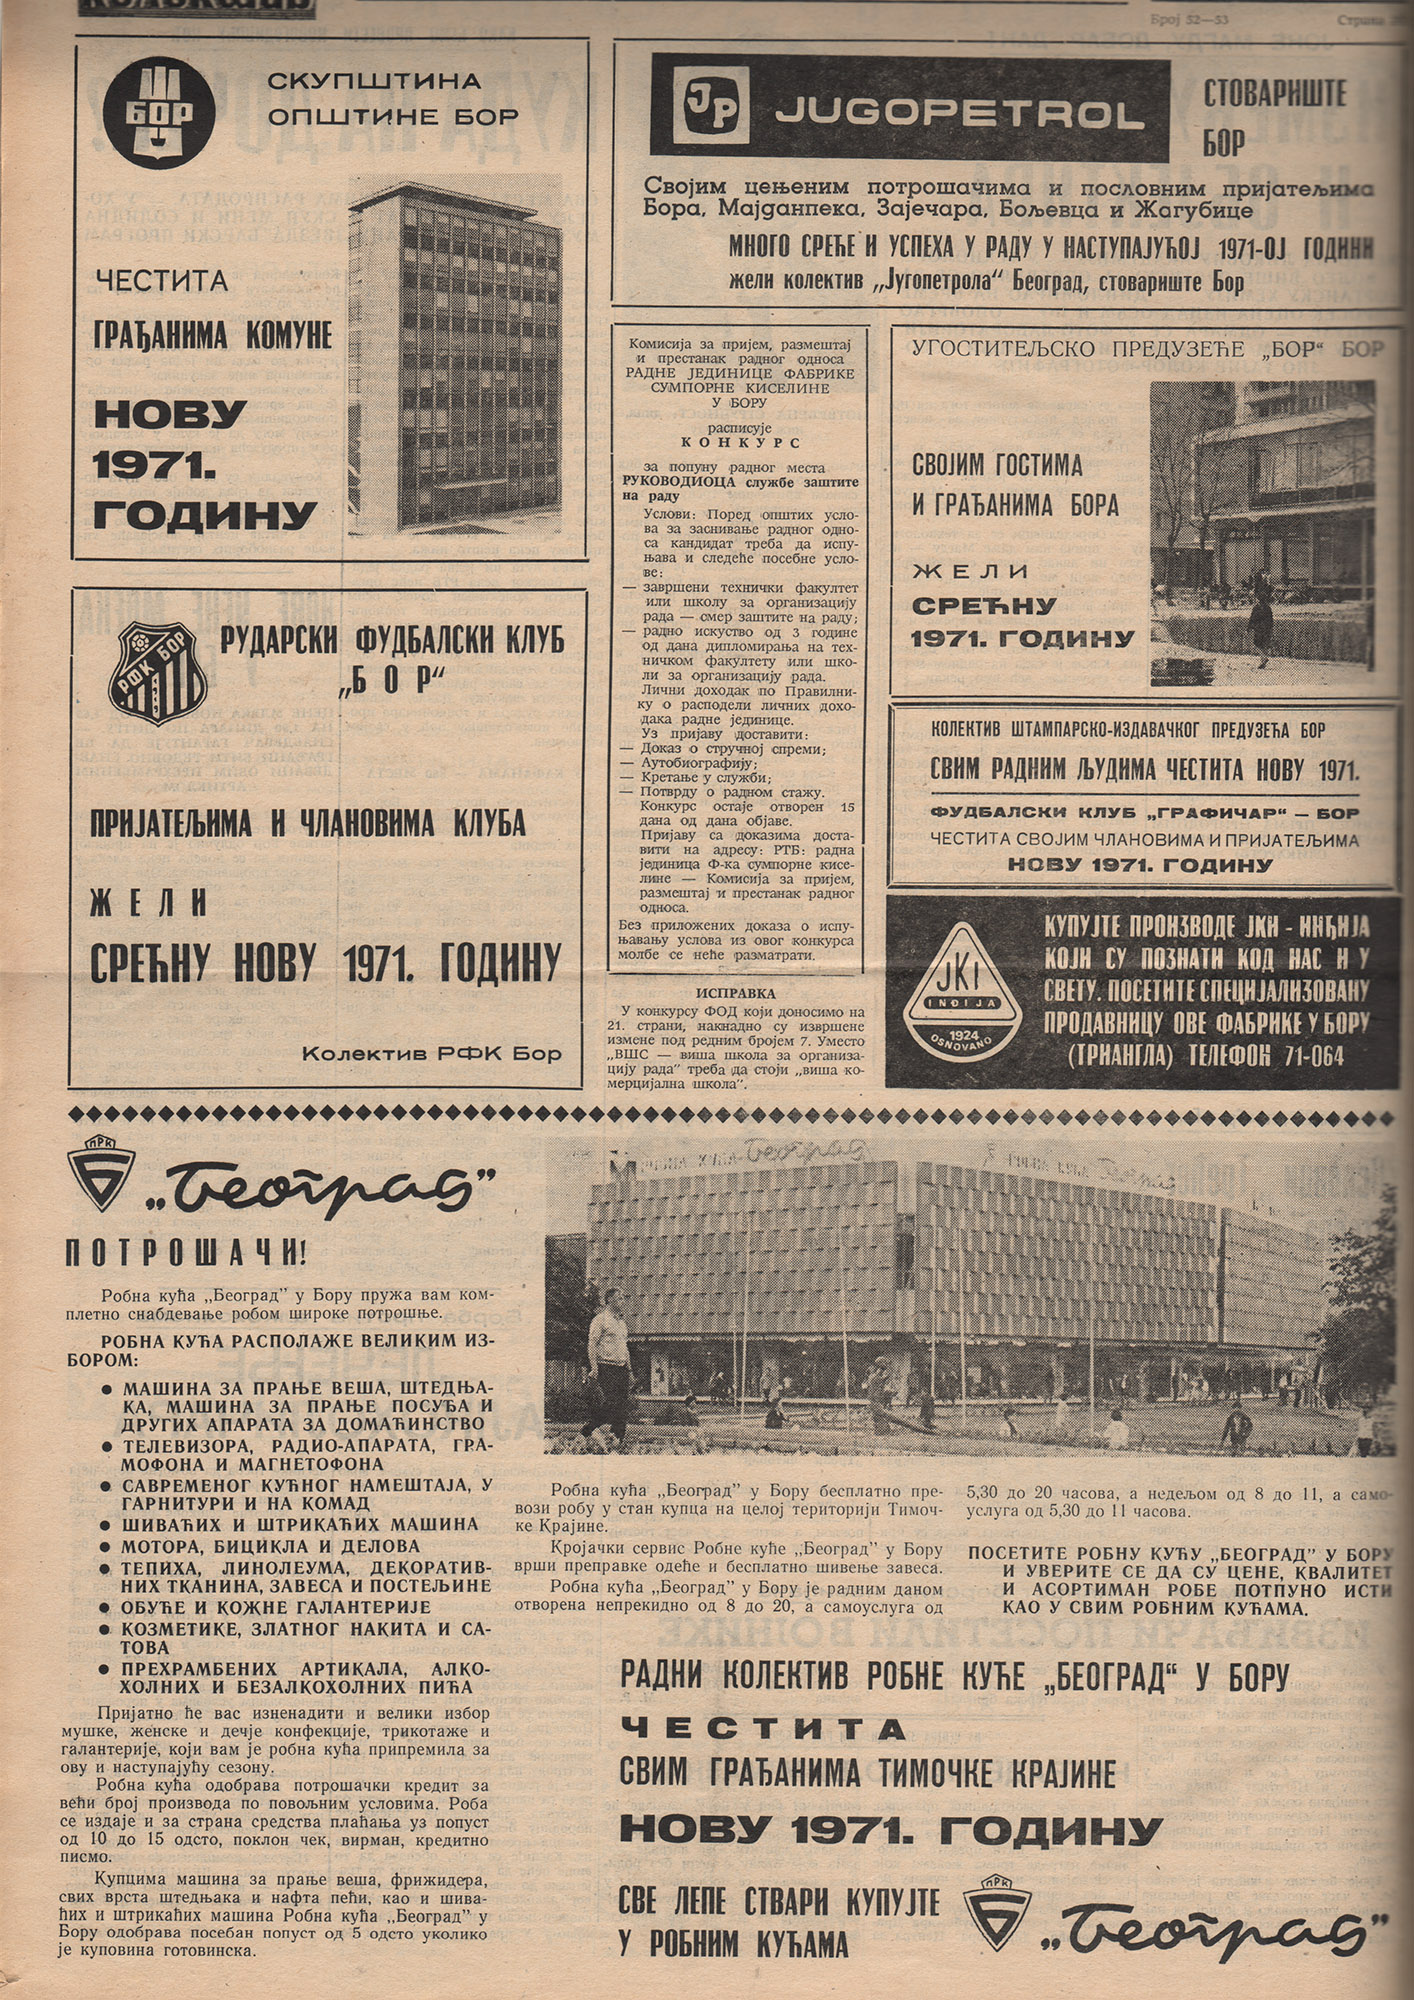 Број 52—53
БОР
СКУПШТИНА
ОПШТИНЕ БОР
ЧЕСТИТА
ГРАЂАНИМА КОМУНЕ
НОВУ
1971.
ГОДИНУ
JP
JUGOPETROL
СТОВАРИШТЕ
БОР
Својим цењеним потрошачима и пословним пријатељима
Бора, Мајданпека, Зајечара, Бољевца и Жагубице
МНОГО СРЕЋЕ И УСПЕХА У РАДУ У НАСТУПАЈУЋОЈ 1971-ОЈ ГОДИНИ
жели колектив „Југопетрола“ Београд, стовариште Бор
РФК БОР
РУДАРСКИ ФУДБАЛСКИ КЛУБ
„БОР“
ПРИЈАТЕЉИМА И ЧЛАНОВИМА КЛУБА
ЖЕЛИ
СРЕЋНУ НОВУ 1971. ГОДИНУ
Колектив РФК Бор
Комисија за пријем, размештај
и престанак радног односа
РАДНЕ ЈЕДИНИЦЕ ФАБРИКЕ
СУМПОРНЕ КИСЕЛИНЕ
У БОРУ
расписује
КОНКУРС
за попуну радног места
РУКОВОДИОЦА службе заштите
на раду
Услови: Поред општих усло-
ва за заснивање радног одно-
са кандидат треба да испу-
њава и следеће посебне усло-
ве:
— завршени технички факултет
или школу за организацију
рада — смер заштите на раду;
— радно искуство од 3 године
од дана дипломирања на тех-
ничком факултету или шко-
ли за организацију рада.
Лични доходак по Правилни-
ку о расподели личних дохо-
дака радне јединице.
Уз пријаву доставити:
— Доказ о стручној спреми;
— Аутобиографију;
— Кретање у служби;
— Потврду о радном стажу.
Конкурс остаје отворен 15
дана од дана објаве.
Пријаву са доказима доста-
вити на адресу: РТБ: радна
јединица Ф-ка сумпорне кисе-
лине — Комисија за пријем,
размештај и престанак радног
односа.
Без приложених доказа о испу-
њавању услова из овог конкурса
молбе се неће разматрати.
ИСПРАВКА
У конкурсу ФОД који доносимо на
21. страни, накнадно су извршене
измене под редним бројем 7. Уместо
„ВШС — виша школа за организа-
цију рада” треба да стоји „виша ко-
мерцијална школа”.
УГОСТИТЕЉСКО ПРЕДУЗЕЋЕ „БОР“ БОР
СВОЈИМ ГОСТИМА
И ГРАЂАНИМА БОРА
ЖЕЛИ
СРЕЋНУ
1971. ГОДИНУ
КОЛЕКТИВ ШТАМПАРСКО-ИЗДАВАЧКОГ ПРЕДУЗЕЋА БОР
СВИМ РАДНИМ ЉУДИМА ЧЕСТИТА НОВУ 1971.
ФУДБАЛСКИ КЛУБ „ГРАФИЧАР“ — БОР
ЧЕСТИТА СВОЈИМ ЧЛАНОВИМА И ПРИЈАТЕЉИМА
НОВУ 1971. ГОДИНУ
JKI
INĐIJA
1924
OSNOVANO
КУПУЈТЕ ПРОИЗВОДЕ ЈКИ - ИНЂИЈА
КОЈИ СУ ПОЗНАТИ КОД НАС И У
СВЕТУ. ПОСЕТИТЕ СПЕЦИЈАЛИЗОВАНУ
ПРОДАВНИЦУ ОВЕ ФАБРИКЕ У БОРУ
(ТРИАНГЛА) ТЕЛЕФОН 71-064
ПРК
Б
„Београд”
ПОТРОШАЧИ!
Робна кућа „Београд” у Бору пружа вам ком-
плетно снабдевање робом широке потрошње.
РОБНА КУЋА РАСПОЛАЖЕ ВЕЛИКИМ ИЗ-
БОРОМ:
● МАШИНА ЗА ПРАЊЕ ВЕША, ШТЕДЊА-
КА, МАШИНА ЗА ПРАЊЕ ПОСУЂА И
ДРУГИХ АПАРАТА ЗА ДОМАЋИНСТВО
● ТЕЛЕВИЗОРА, РАДИО-АПАРАТА, ГРА-
МОФОНА И МАГНЕТОФОНА
● САВРЕМЕНОГ КУЋНОГ НАМЕШТАЈА, У
ГАРНИТУРИ И НА КОМАД
● ШИВАЋИХ И ШТРИКАЋИХ МАШИНА
● МОТОРА, БИЦИКЛА И ДЕЛОВА
● ТЕПИХА, ЛИНОЛЕУМА, ДЕКОРАТИВ-
НИХ ТКАНИНА, ЗАВЕСА И ПОСТЕЉИНЕ
● ОБУЋЕ И КОЖНЕ ГАЛАНТЕРИЈЕ
● КОЗМЕТИКЕ, ЗЛАТНОГ НАКИТА И СА-
ТОВА
● ПРЕХРАМБЕНИХ АРТИКАЛА, АЛКО-
ХОЛНИХ И БЕЗАЛКОХОЛНИХ ПИЋА
Пријатно ће вас изненадити и велики избор
мушке, женске и дечје конфекције, трикотаже и
галантерије, који вам је робна кућа припремила за
ову и наступајућу сезону.
Робна кућа одобрава потрошачки кредит за
већи број производа по повољним условима. Роба
се издаје и за страна средства плаћања уз попуст
од 10 до 15 одсто, поклон чек, вирман, кредитно
писмо.
Купцима машина за прање веша, фрижидера,
свих врста штедњака и нафта пећи, као и шива-
ћих и штрикаћих машина Робна кућа „Београд” у
Бору одобрава посебан попуст од 5 одсто уколико
је куповина готовинска.
Робна кућа „Београд” у Бору бесплатно пре-
вози робу у стан купца на целој територији Тимоч-
ке Крајине.
Кројачки сервис Робне куће „Београд” у Бору
врши преправке одеће и бесплатно шивење завеса.
Робна кућа „Београд” у Бору је радним даном
отворена непрекидно од 8 до 20, а самоуслуга од
5,30 до 20 часова, а недељом од 8 до 11, а само-
услуга од 5,30 до 11 часова.
ПОСЕТИТЕ РОБНУ КУЋУ „БЕОГРАД” У БОРУ
И УВЕРИТЕ СЕ ДА СУ ЦЕНЕ, КВАЛИТЕТ
И АСОРТИМАН РОБЕ ПОТПУНО ИСТИ
КАО У СВИМ РОБНИМ КУЋАМА.
РАДНИ КОЛЕКТИВ РОБНЕ КУЋЕ „БЕОГРАД“ У БОРУ
ЧЕСТИТА
СВИМ ГРАЂАНИМА ТИМОЧКЕ КРАЈИНЕ
НОВУ 1971. ГОДИНУ
СВЕ ЛЕПЕ СТВАРИ КУПУЈТЕ
У РОБНИМ КУЋАМА
ПРК
Б
„Београд”